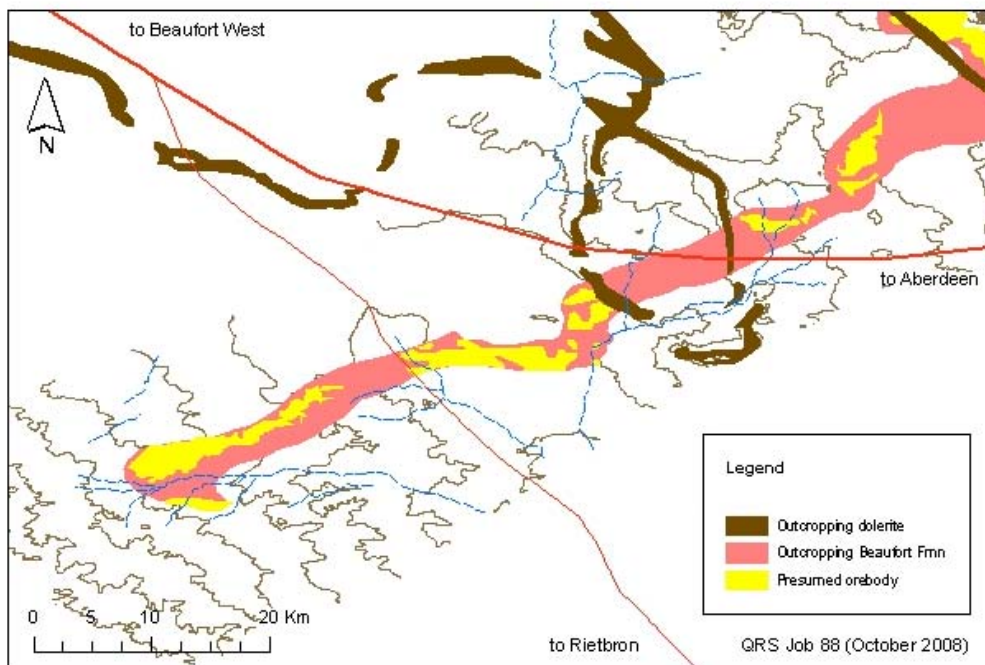 to Beaufort West
N
to Aberdeen
Legend
Outcropping dolerite
Outcropping Beaufort Fmn
Presumed orebody
0 5 10 20 Km
to Rietbron
QRS Job 88 (October 2008)